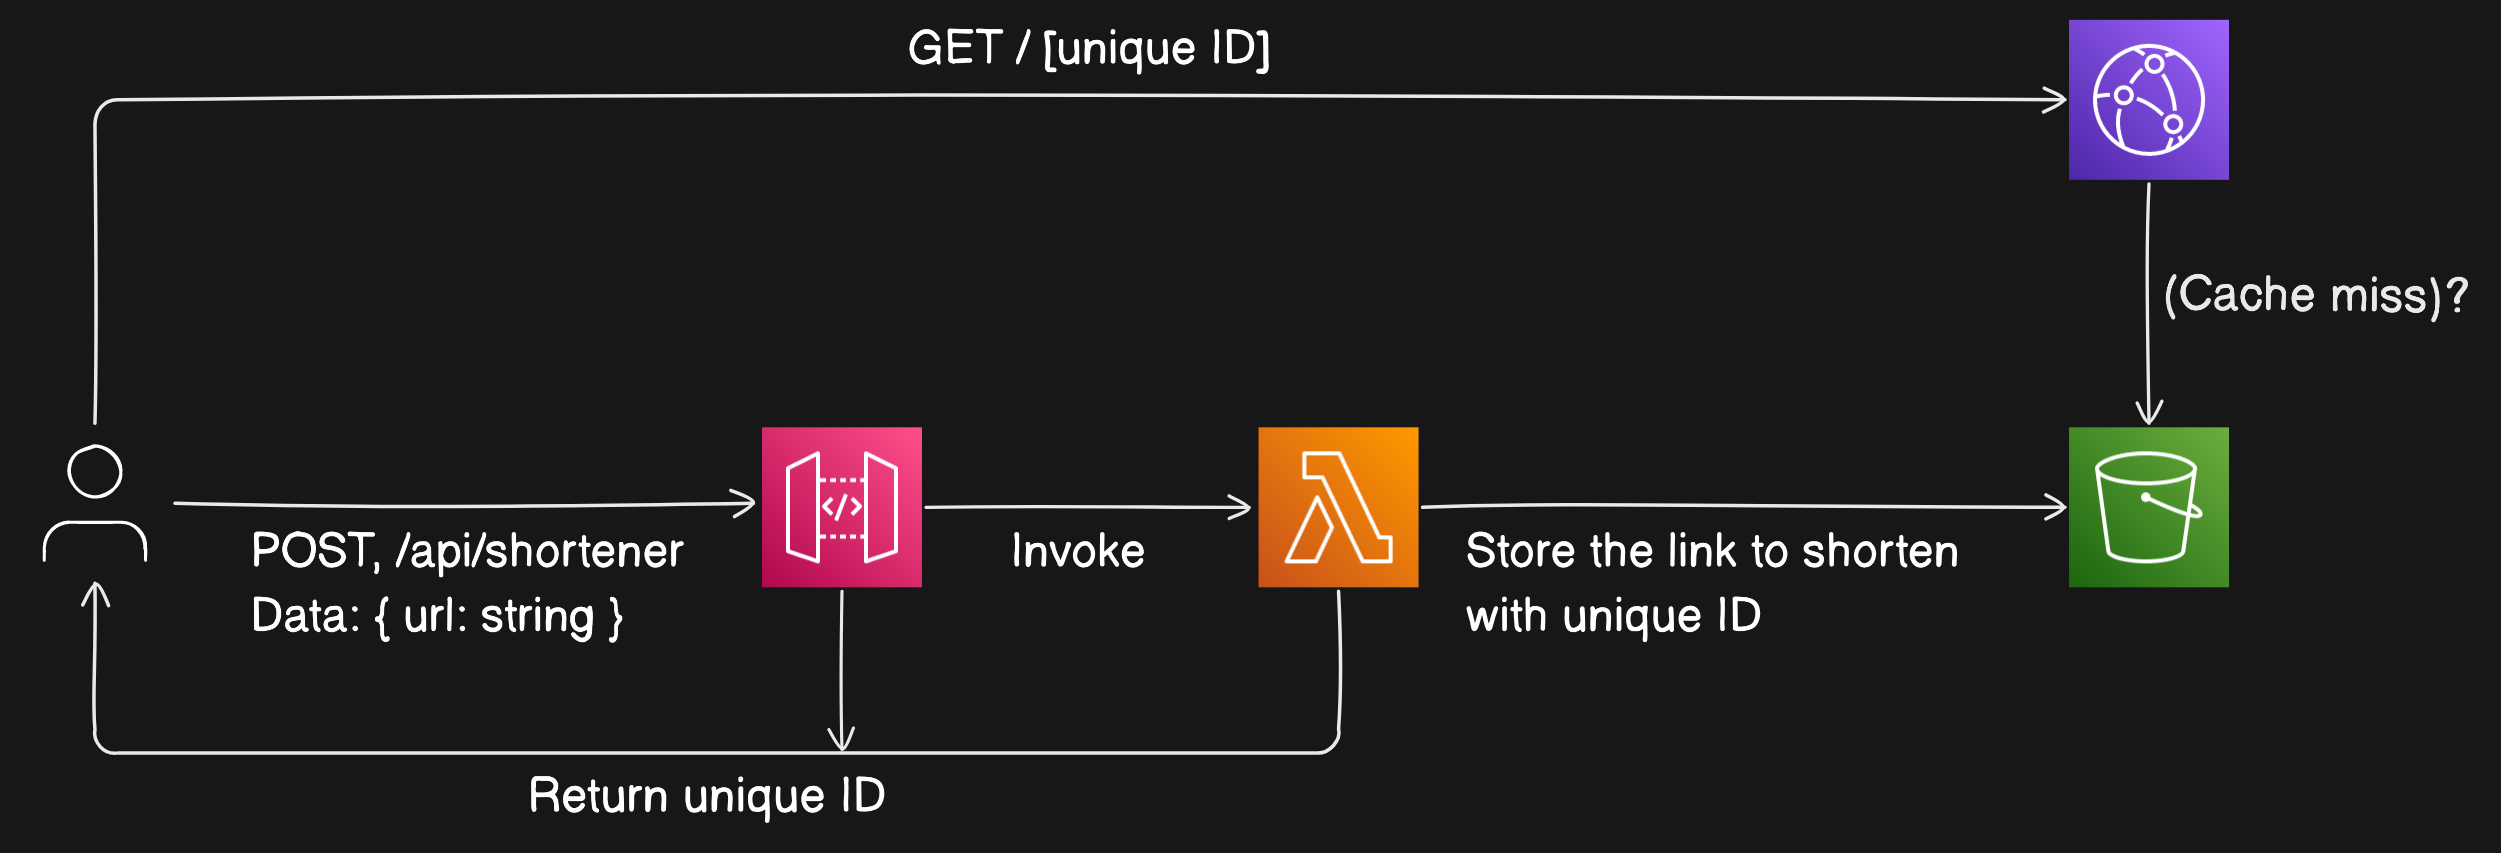 GET /[unique ID]
(Cache miss)?
POST, /api/shortener
Data: { url: string }
Invoke
Store the link to shorten
with unique ID
Return unique ID